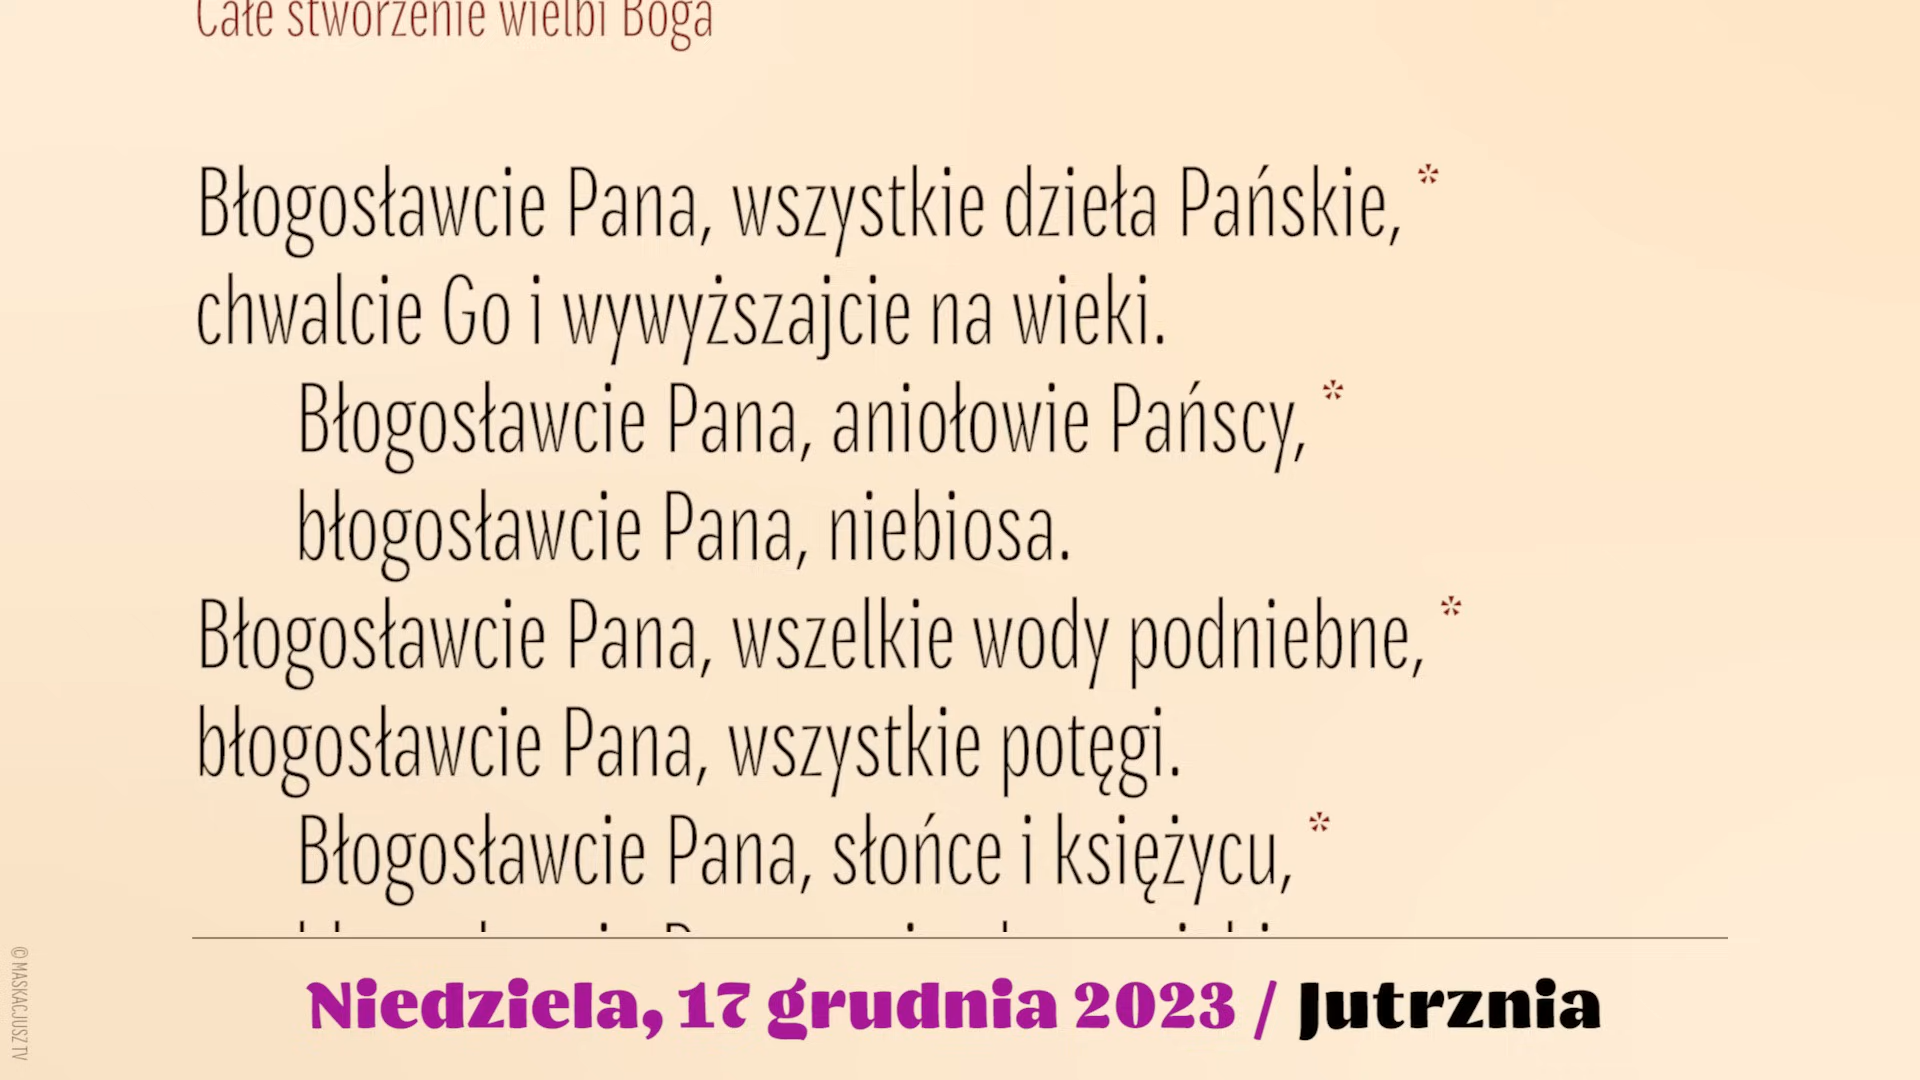 Całe stworzenie wielbi Boga
Błogosławcie Pana, wszystkie dzieła Pańskie, *
chwalcie Go i wywyższajcie na wieki.
Błogosławcie Pana, aniołowie Pańscy, *
błogosławcie Pana, niebiosa.
Błogosławcie Pana, wszelkie wody podniebne, *
błogosławcie Pana, wszystkie potęgi.
Błogosławcie Pana, słońce i księżycu, *
Niedziela, 17 grudnia 2023 / Jutrznia
© MASKACJUSZ TV